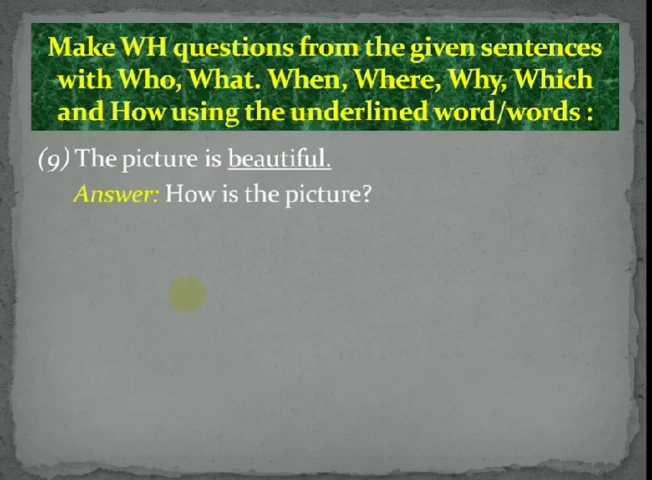 Make WH questions from the given sentences
with Who, What. When, Where, Why, Which
and How using the underlined word/words :
(9) The picture is beautiful.
Answer: How is the picture?